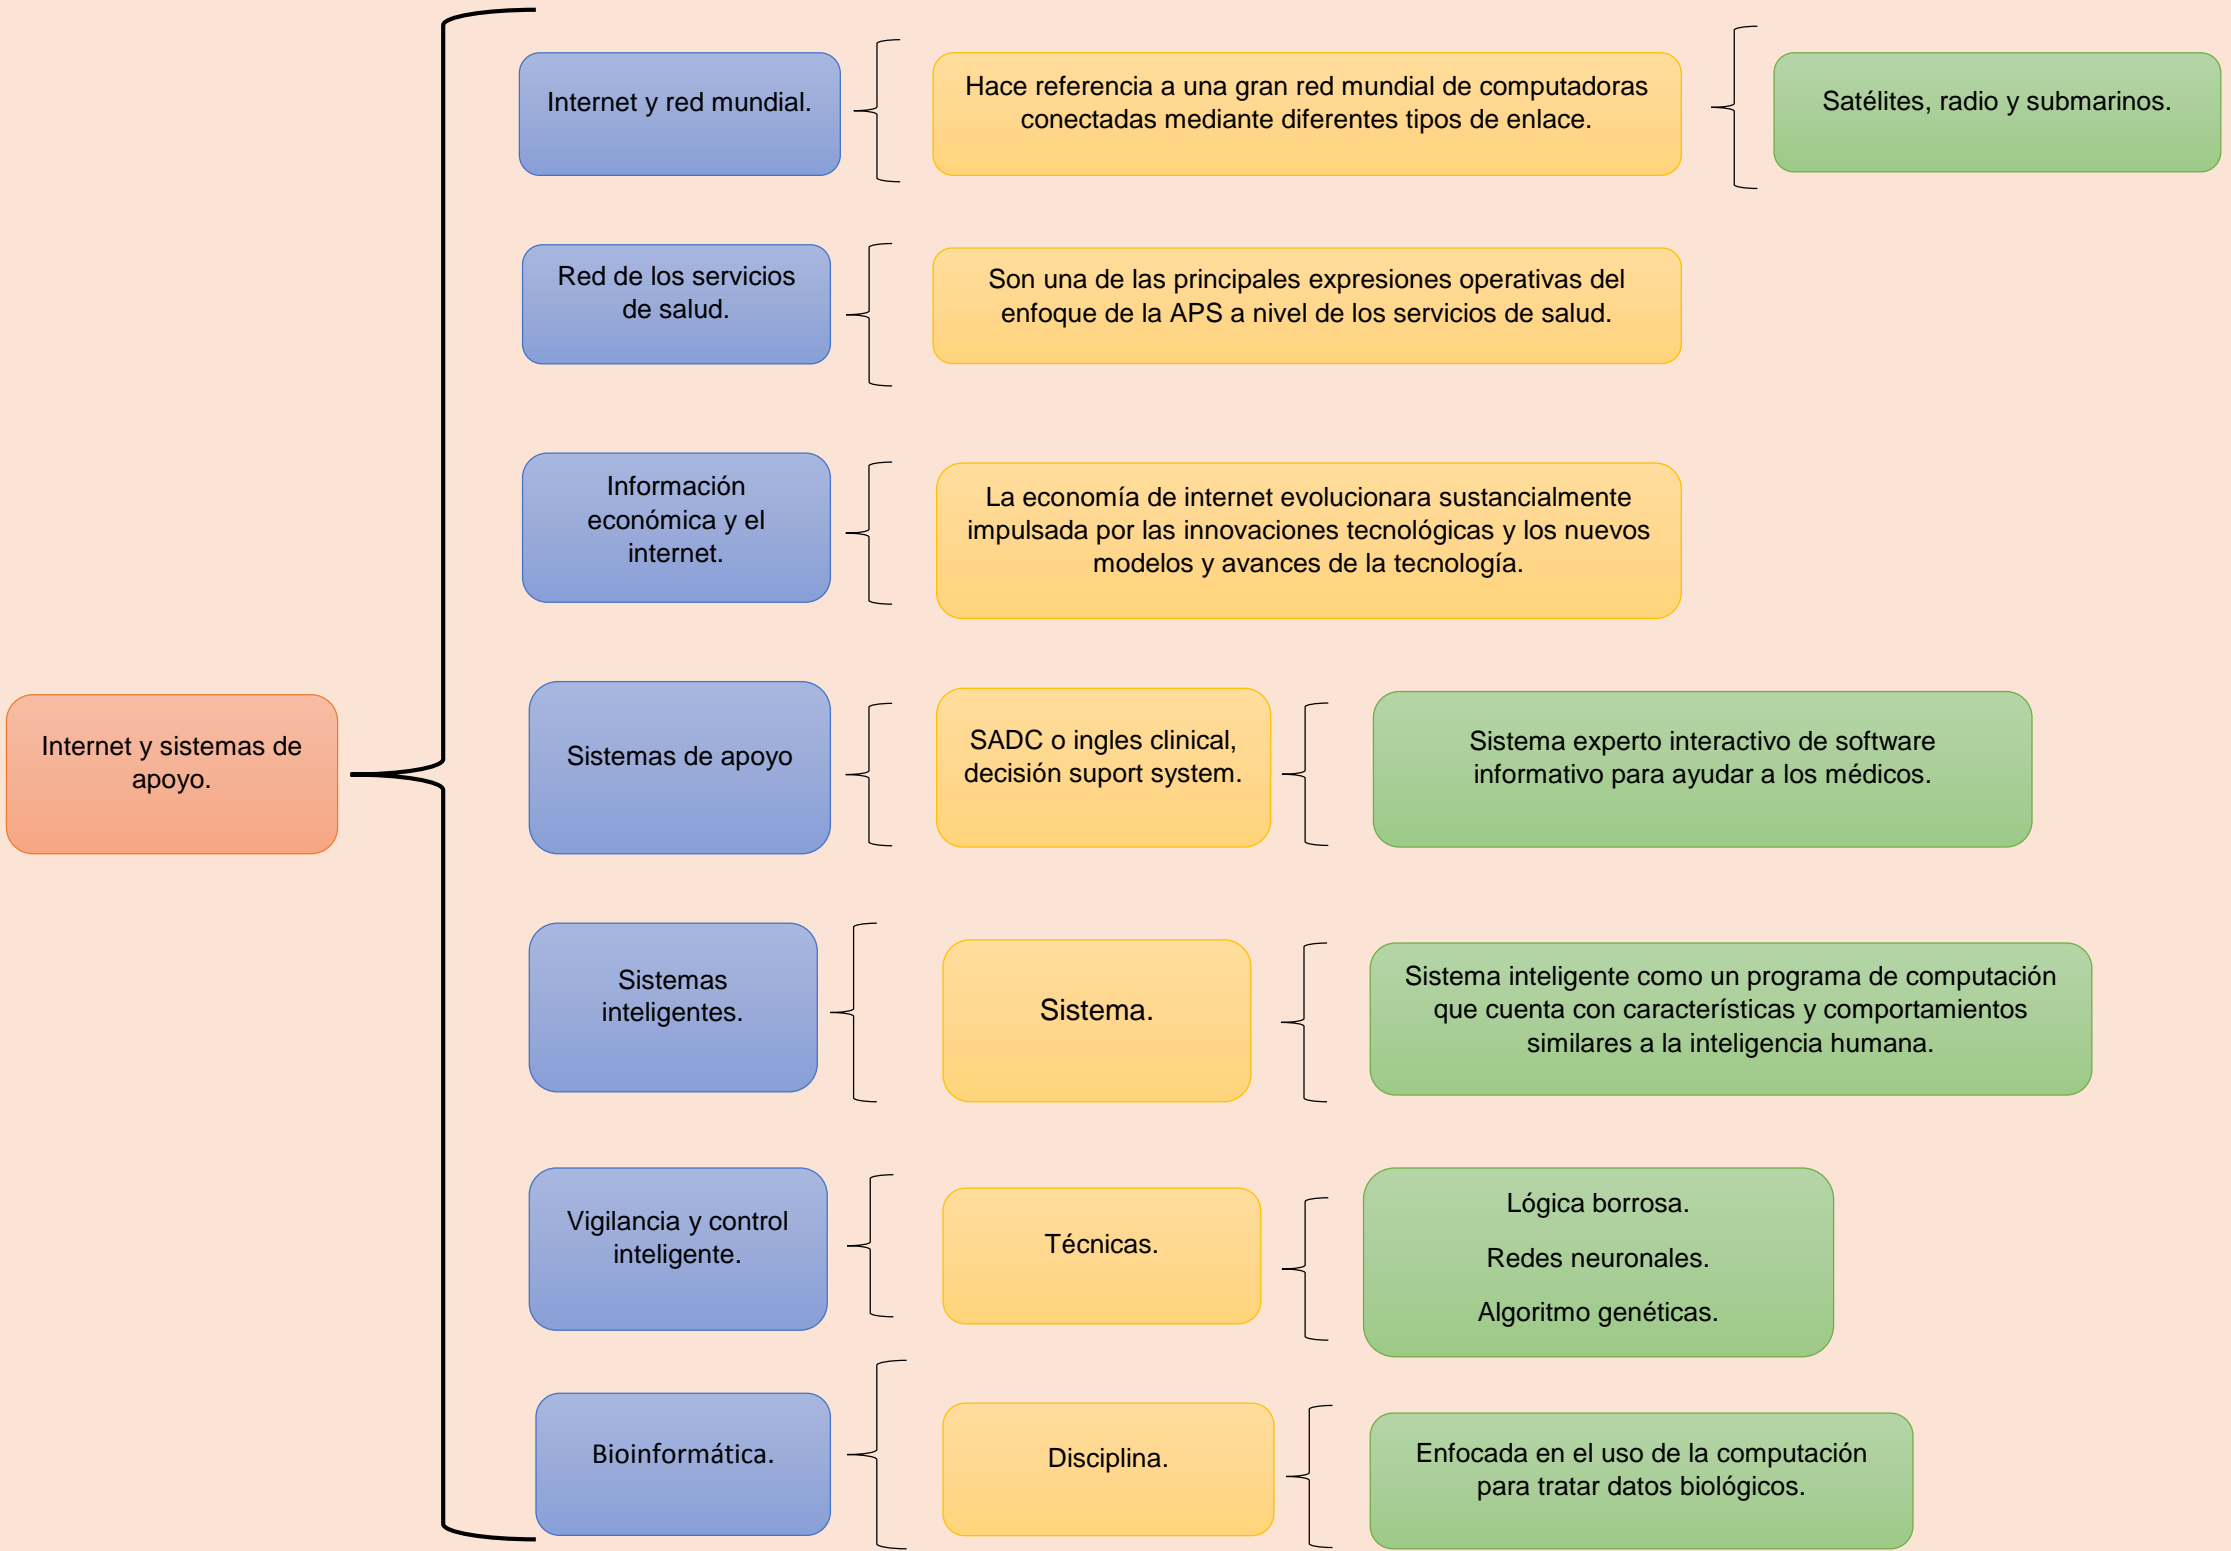 Internet y sistemas de
apoyo.
Internet y red mundial.
Hace referencia a una gran red mundial de computadoras
conectadas mediante diferentes tipos de enlace.
Satélites, radio y submarinos.
Red de los servicios
de salud.
Son una de las principales expresiones operativas del
enfoque de la APS a nivel de los servicios de salud.
Información
económica y el
internet.
La economía de internet evolucionara sustancialmente
impulsada por las innovaciones tecnológicas y los nuevos
modelos y avances de la tecnología.
Sistemas de apoyo
SADC o ingles clinical,
decisión suport system.
Sistema experto interactivo de software
informativo para ayudar a los médicos.
Sistemas
inteligentes.
Sistema.
Sistema inteligente como un programa de computación
que cuenta con características y comportamientos
similares a la inteligencia humana.
Vigilancia y control
inteligente.
Técnicas.
Lógica borrosa.
Redes neuronales.
Algoritmo genéticas.
Bioinformática.
Disciplina.
Enfocada en el uso de la computación
para tratar datos biológicos.